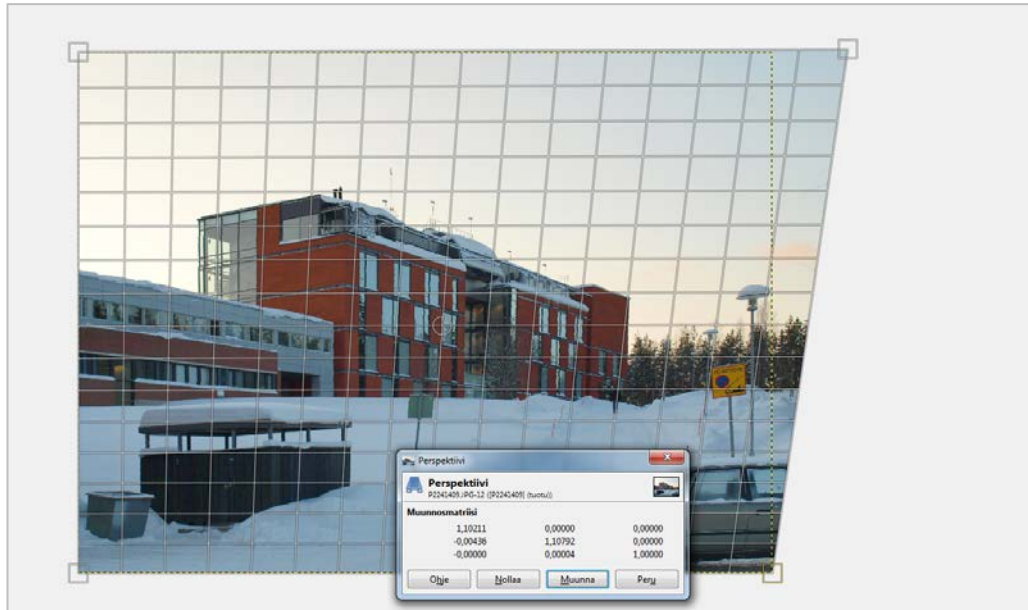 Perspektiivi
Perspektiivi
P2241409.JPG-12 ([P2241409] (tuotu))
Muunnosmatriisi
1,10211 0,00000 0,00000
-0,00436 1,10792 0,00000
-0,00000 0,00004 1,00000
Ohje Nollaa Muunna Peru